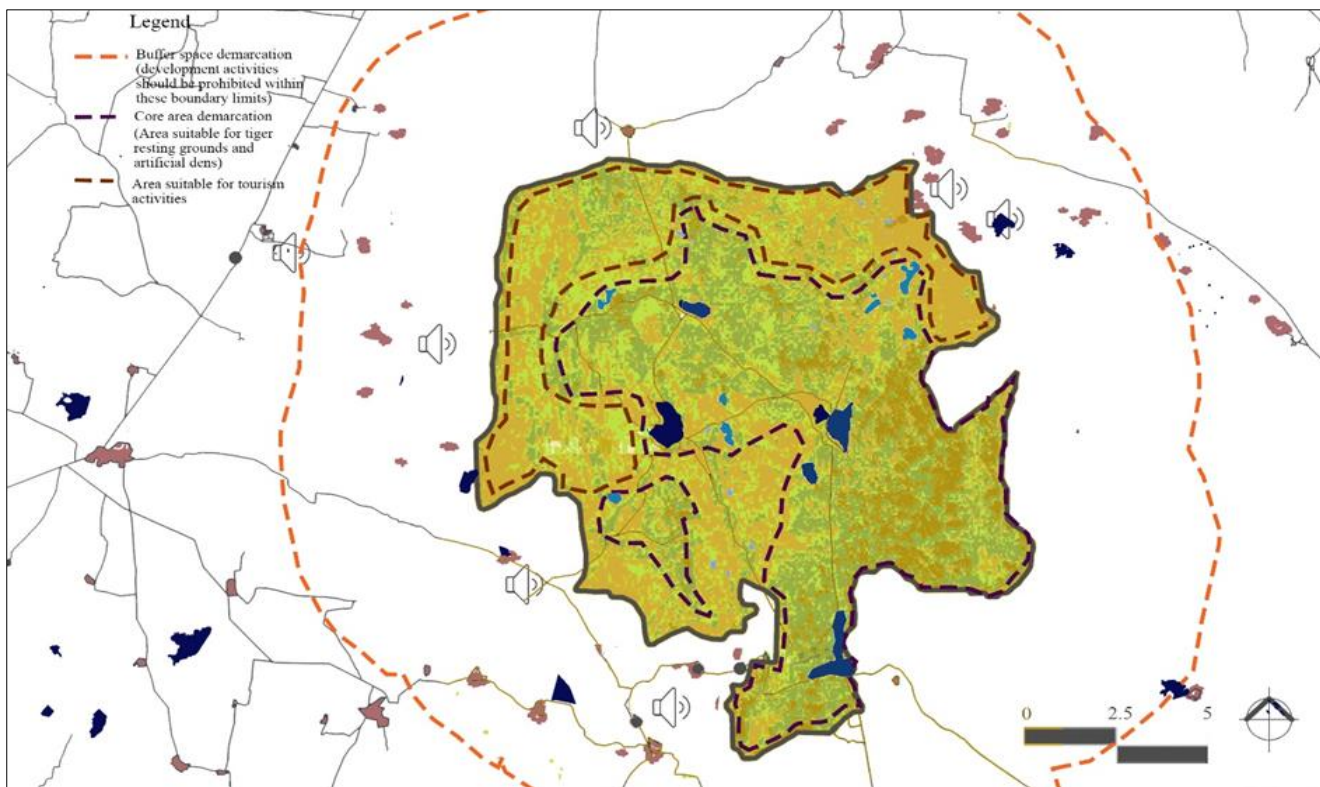 Legend
Buffer space demarcation
(development activities
should be prohibited within
these boundary limits)
Core area demarcation
(Area suitable for tiger
resting grounds and
artificial dens)
Area suitable for tourism
activities
0 2.5 5